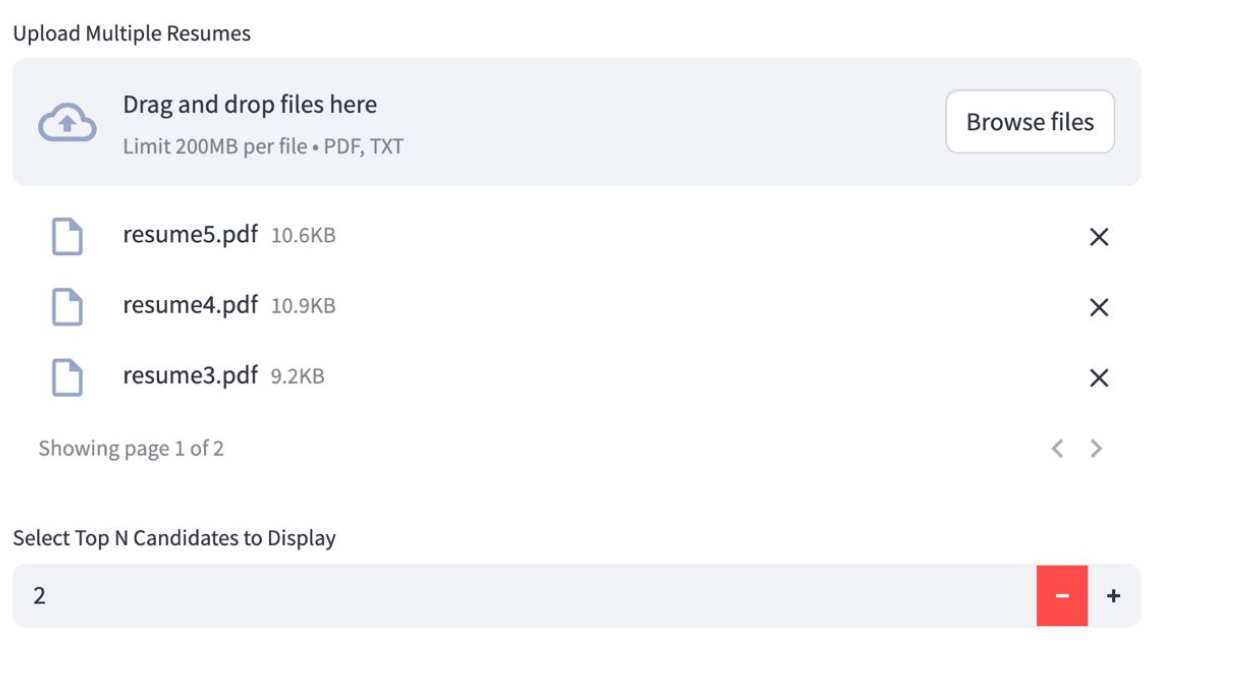 Upload Multiple Resumes
Drag and drop files here
Limit 200MB per file • PDF, TXT
Browse files
resume5.pdf 10.6KB
resume4.pdf 10.9KB
resume3.pdf 9.2KB
Showing page 1 of 2
Select Top N Candidates to Display
2